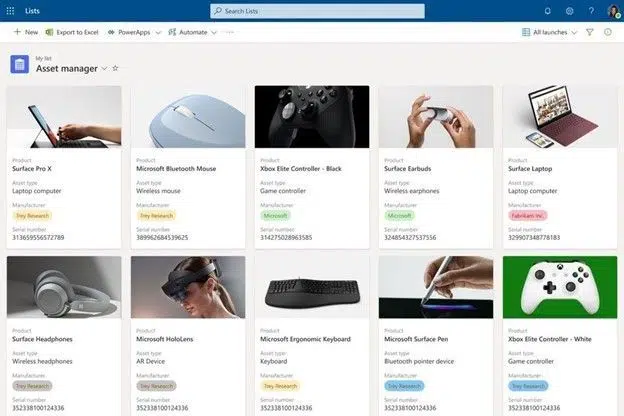 Lists
Search Lists
?
+ New
Export to Excel
PowerApps
Automate
All launches
My list
Asset manager
Product
Surface Pro X
Asset type
Laptop computer
Manufacturer
Trey Research
Serial number
313659556572789
Product
Microsoft Bluetooth Mouse
Asset type
Wireless mouse
Manufacturer
Trey Research
Serial number
389962684539625
Product
Xbox Elite Controller - Black
Asset type
Game controller
Manufacturer
Microsoft
Serial number
314275028963585
Product
Surface Earbuds
Asset type
Wireless earphones
Manufacturer
Microsoft
Serial number
324854327537556
Product
Surface Laptop
Asset type
Laptop computer
Manufacturer
Fabrikam Inc.
Serial number
329907348778183
Product
Surface Headphones
Asset type
Wireless headphones
Manufacturer
Trey Research
Serial number
352338100124336
Product
Microsoft HoloLens
Asset type
AR Device
Manufacturer
Trey Research
Serial number
352338100124336
Product
Microsoft Ergonomic Keyboard
Asset type
Keyboard
Manufacturer
Trey Research
Serial number
352338100124336
Product
Microsoft Surface Pen
Asset type
Bluetooth pointer device
Manufacturer
Trey Research
Serial number
352338100124336
Product
Xbox Elite Controller - White
Asset type
Game controller
Manufacturer
Trey Research
Serial number
352338100124336